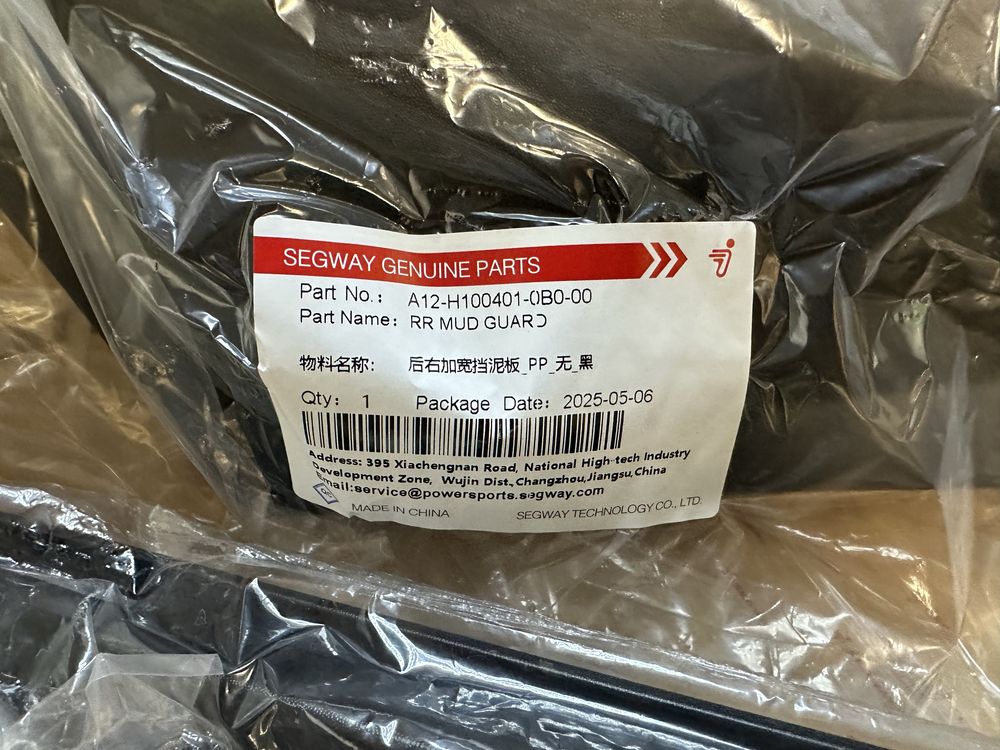 SEGWAY GENUINE PARTS
Part No.: A12-H100401-0B0-00
Part Name: RR MUD GUARD
物料名称: 后右加宽挡泥板_PP_无_黑
Qty: 1 Package Date: 2025-05-06
Address: 395 Xiachengnan Road, National High-tech Industry
Development Zone, Wujin Dist., Changzhou,Jiangsu,China
Email:service@powersports.segway.com
MADE IN CHINA SEGWAY TECHNOLOGY CO., LTD.